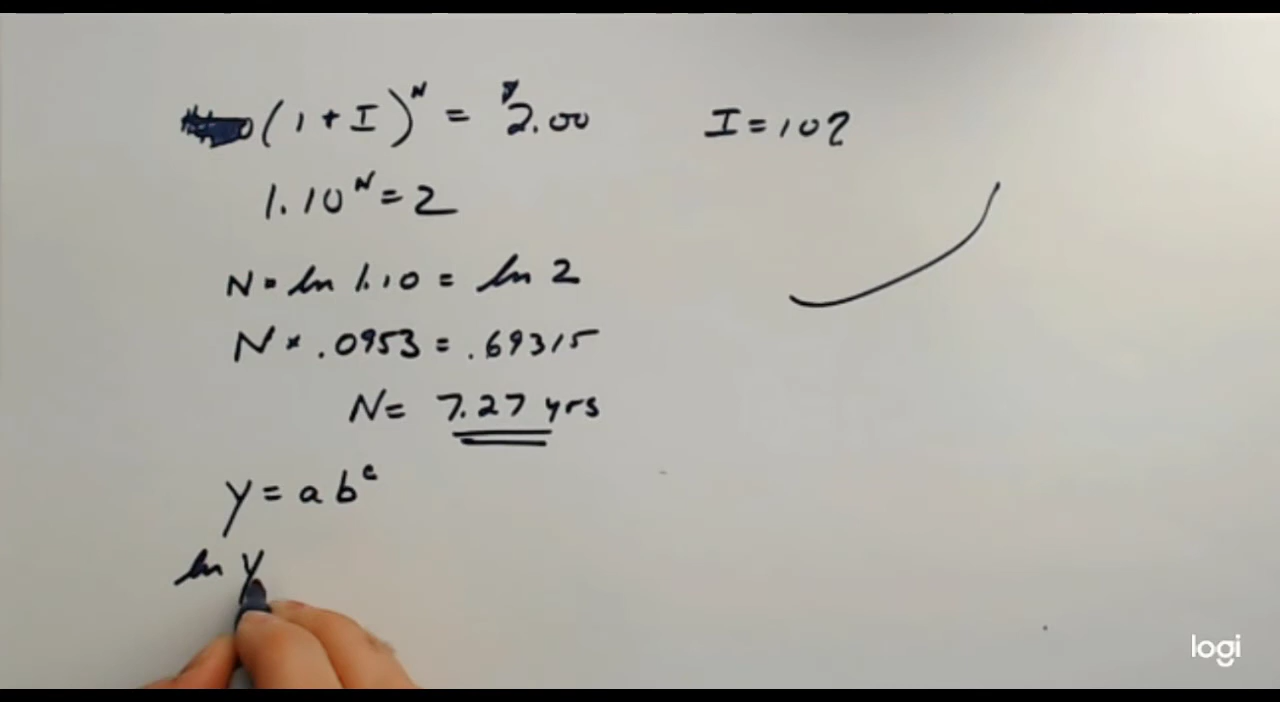 (1 + I)^N = 2.00
I = 10?
1.10^N = 2
N • ln 1.10 = ln 2
N * .0953 = .69315
N = 7.27 yrs
y = a b^c
ln y
logi